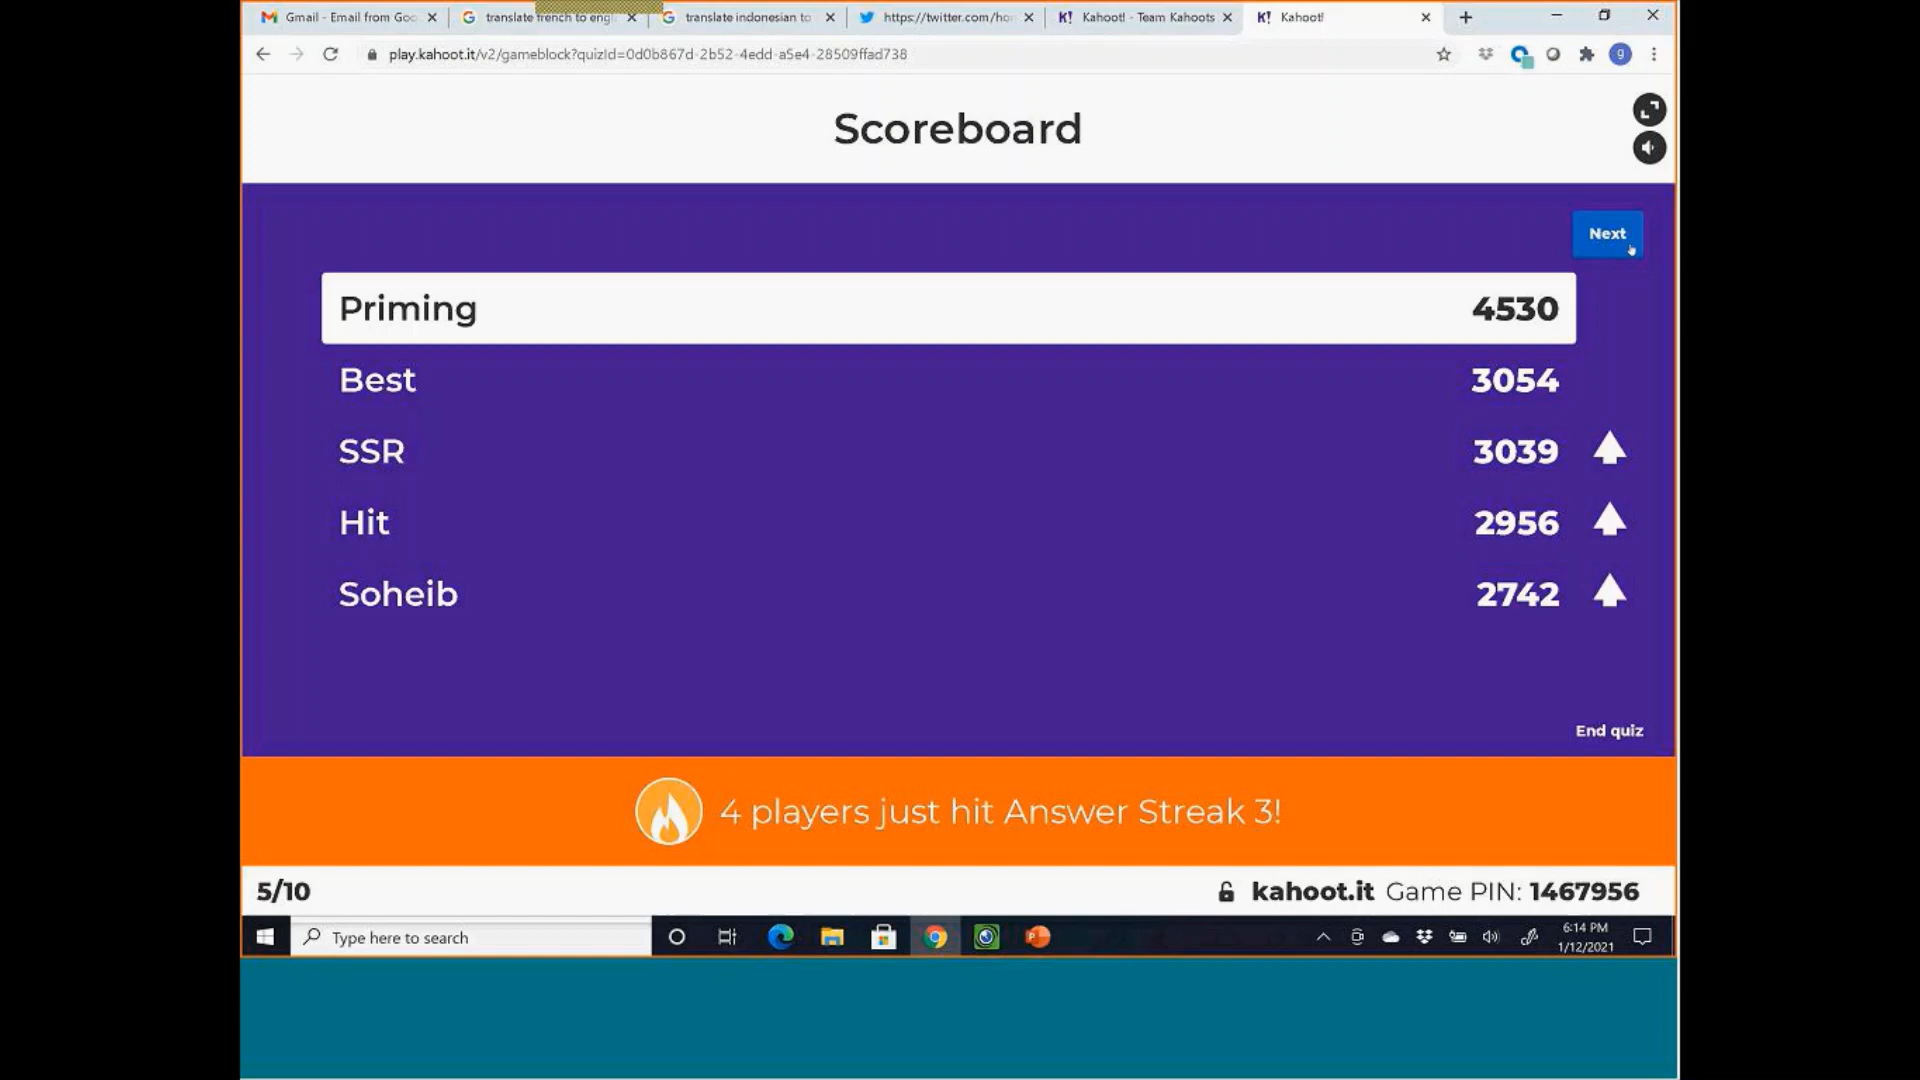 Gmail - Email from Goo
translate french to engl
translate indonesian to
https://twitter.com/ho
K! Kahoot! - Team Kahoots
K! Kahoot!
play.kahoot.it/v2/gameblock?quizId=0d0b867d-2b52-4edd-a5e4-28509ffad738
g
Scoreboard
Next
Priming 4530
Best 3054
SSR 3039
Hit 2956
Soheib 2742
End quiz
4 players just hit Answer Streak 3!
5/10
kahoot.it Game PIN: 1467956
Type here to search
6:14 PM
1/12/2021